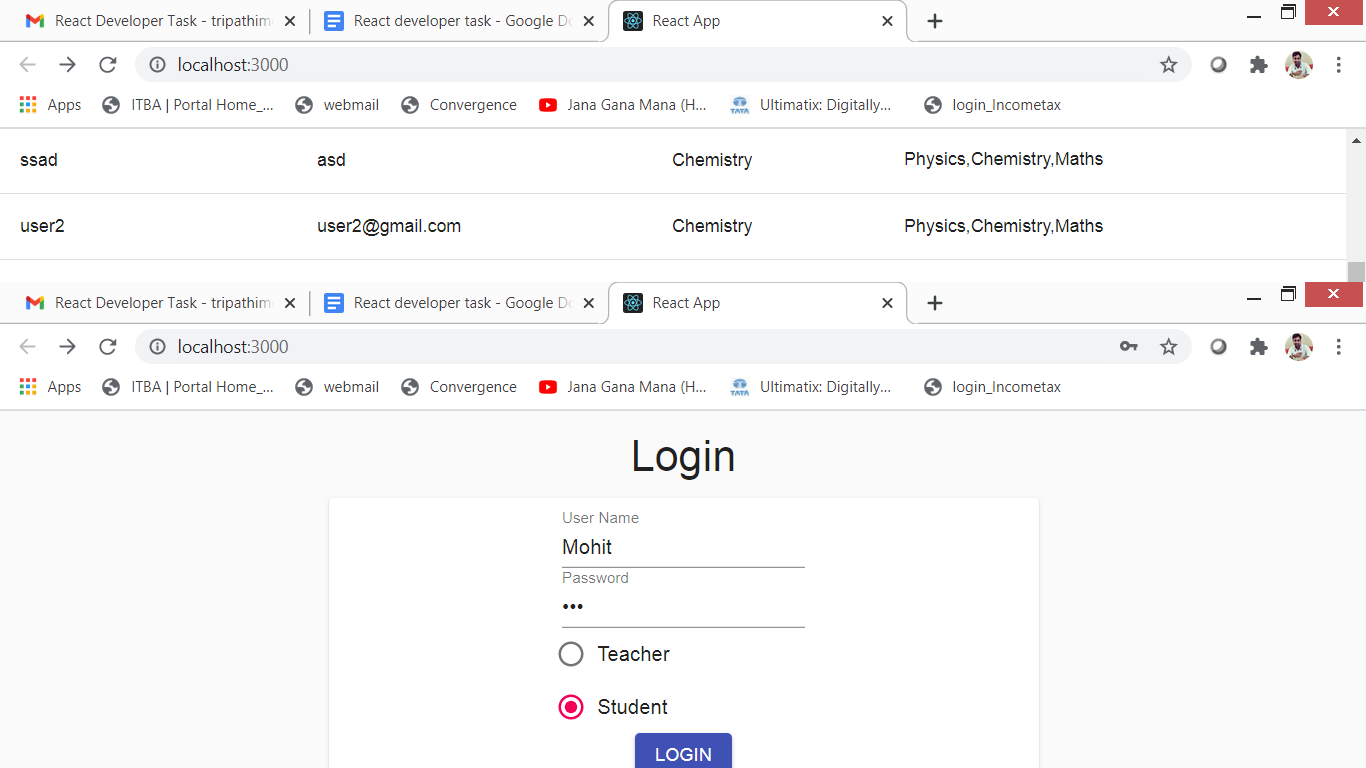 React Developer Task - tripathim
React developer task - Google Do
React App
localhost:3000
Apps
ITBA | Portal Home_...
webmail
Convergence
Jana Gana Mana (H...
TATA
Ultimatix: Digitally...
login_Incometax
ssad asd Chemistry Physics,Chemistry,Maths
user2 user2@gmail.com Chemistry Physics,Chemistry,Maths
React Developer Task - tripathim
React developer task - Google Do
React App
localhost:3000
Apps
ITBA | Portal Home_...
webmail
Convergence
Jana Gana Mana (H...
TATA
Ultimatix: Digitally...
login_Incometax
Login
User Name
Mohit
Password
•••
Teacher
Student
LOGIN